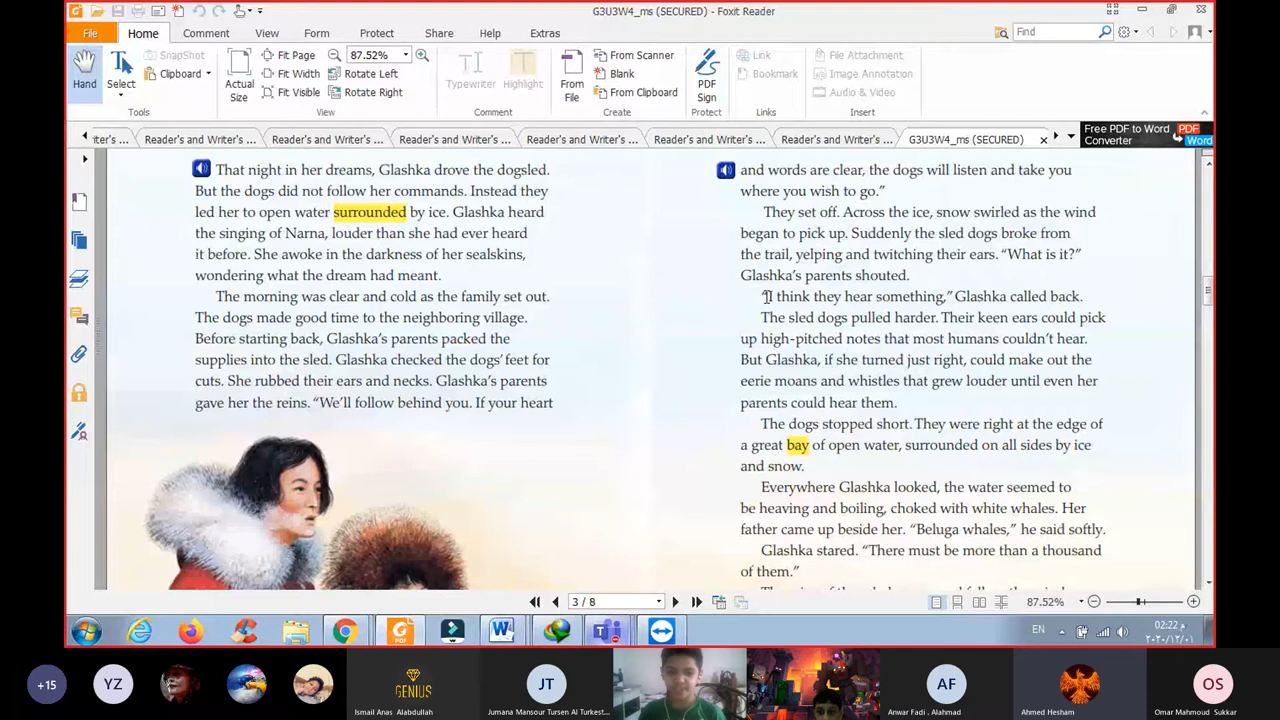 G3U3W4_ms (SECURED) - Foxit Reader
File Home Comment View Form Protect Share Help Extras
Find
Hand
Select
SnapShot
Clipboard
Tools
Actual Size
Fit Page
Fit Width
Fit Visible
87.52%
Rotate Left
Rotate Right
View
Typewriter
Highlight
Comment
From File
From Scanner
Blank
From Clipboard
Create
PDF Sign
Protect
Link
Bookmark
Links
File Attachment
Image Annotation
Audio & Video
Insert
iter's ... Reader's and Writer's ... Reader's and Writer's ... Reader's and Writer's ... Reader's and Writer's ... Reader's and Writer's ... Reader's and Writer's ... G3U3W4_ms (SECURED)
Free PDF to Word Converter
PDF
Word
That night in her dreams, Glashka drove the dogsled.
But the dogs did not follow her commands. Instead they
led her to open water surrounded by ice. Glashka heard
the singing of Narna, louder than she had ever heard
it before. She awoke in the darkness of her sealskins,
wondering what the dream had meant.
The morning was clear and cold as the family set out.
The dogs made good time to the neighboring village.
Before starting back, Glashka's parents packed the
supplies into the sled. Glashka checked the dogs' feet for
cuts. She rubbed their ears and necks. Glashka's parents
gave her the reins. “We'll follow behind you. If your heart
and words are clear, the dogs will listen and take you
where you wish to go.”
They set off. Across the ice, snow swirled as the wind
began to pick up. Suddenly the sled dogs broke from
the trail, yelping and twitching their ears. “What is it?”
Glashka's parents shouted.
“I think they hear something,” Glashka called back.
The sled dogs pulled harder. Their keen ears could pick
up high-pitched notes that most humans couldn't hear.
But Glashka, if she turned just right, could make out the
eerie moans and whistles that grew louder until even her
parents could hear them.
The dogs stopped short. They were right at the edge of
a great bay of open water, surrounded on all sides by ice
and snow.
Everywhere Glashka looked, the water seemed to
be heaving and boiling, choked with white whales. Her
father came up beside her. “Beluga whales,” he said softly.
Glashka stared. “There must be more than a thousand
of them.”
3 / 8
87.52%
EN
02:22 م
٢٠٢٠/١٢/٠١
+15
YZ
GENIUS
Ismail Anas Alabdullah
JT
Jumana Mansour Tursen Al Turkest...
AF
Anwar Fadi . Alahmad
Ahmed Hesham
OS
Omar Mahmoud Sukkar